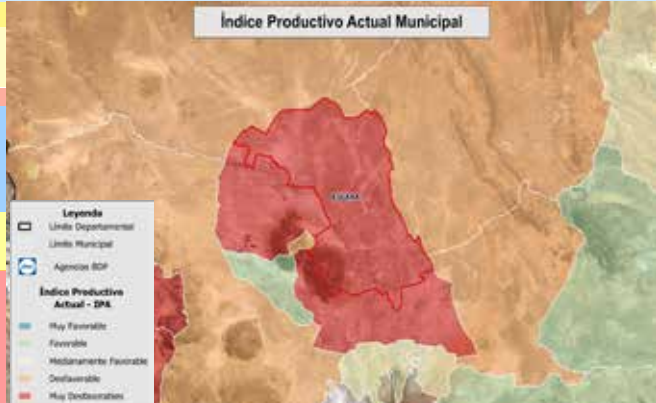 Índice Productivo Actual Municipal
Leyenda
Límite Departamental
Límite Municipal
Agencias BDP
Índice Productivo
Actual - IPA
Muy Favorable
Favorable
Medianamente Favorable
Desfavorable
Muy Desfavorables